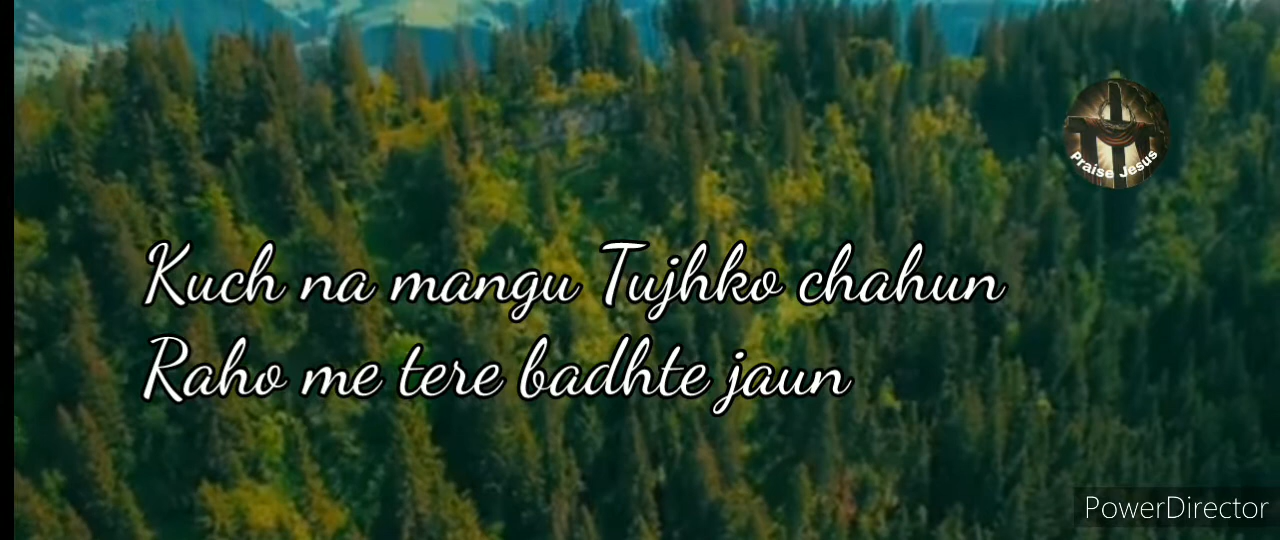 Praise Jesus
Kuch na mangu Tujhko chahun
Raho me tere badhte jaun
PowerDirector